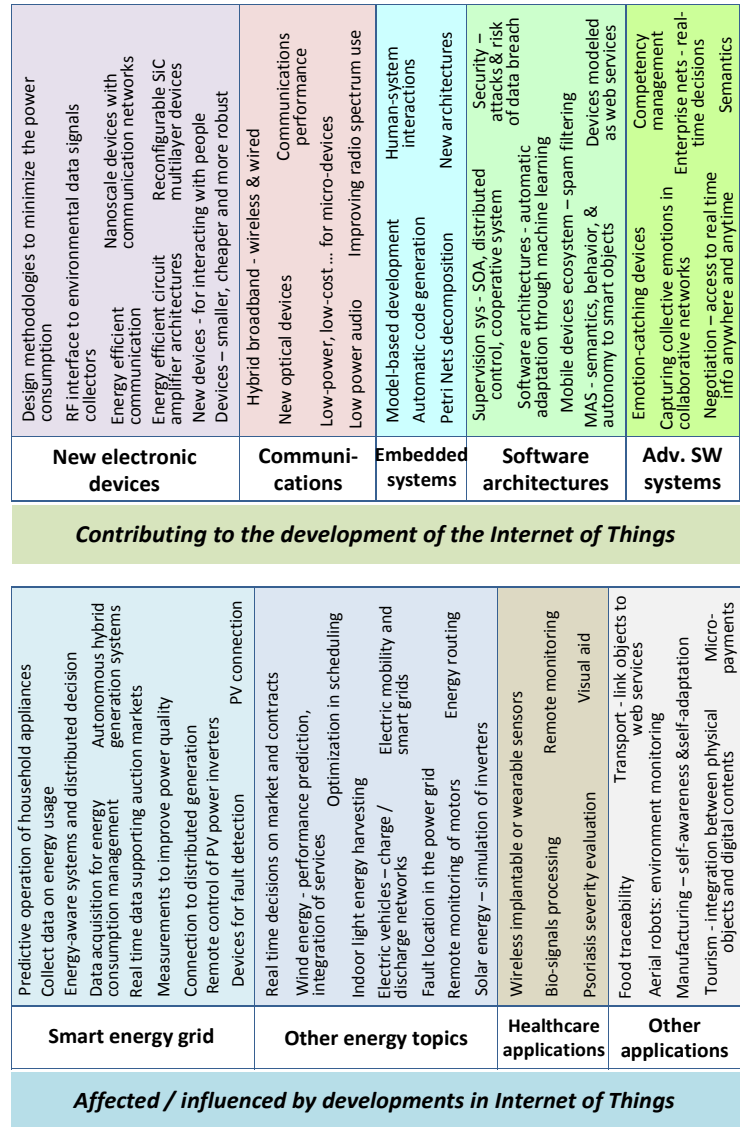 Design methodologies to minimize the power
consumption
RF interface to environmental data signals
collectors
Energy efficient
communication
Nanoscale devices with
communication networks
Energy efficient circuit
amplifier architectures
Reconfigurable SiC
multilayer devices
New devices - for interacting with people
Devices – smaller, cheaper and more robust
New electronic
devices
Hybrid broadband - wireless & wired
New optical devices
Communications
performance
Low-power, low-cost... for micro-devices
Low power audio
Improving radio spectrum use
Communi-
cations
Model-based development
Human-system
interactions
Automatic code generation
Petri Nets decomposition
New architectures
Embedded
systems
Supervision sys - SOA, distributed
control, cooperative system
Security –
attacks & risk
of data breach
Software architectures - automatic
adaptation through machine learning
Mobile devices ecosystem – spam filtering
MAS - semantics, behavior, &
autonomy to smart objects
Devices modeled
as web services
Software
architectures
Emotion-catching devices
Competency
management
Capturing collective emotions in
collaborative networks
Enterprise nets - real-
time decisions
Negotiation – access to real time
info anywhere and anytime
Semantics
Adv. SW
systems
Contributing to the development of the Internet of Things
Predictive operation of household appliances
Collect data on energy usage
Energy-aware systems and distributed decision
Data acquisition for energy
consumption management
Autonomous hybrid
generation systems
Real time data supporting auction markets
Measurements to improve power quality
Connection to distributed generation
Remote control of PV power inverters
Devices for fault detection
PV connection
Smart energy grid
Real time decisions on market and contracts
Wind energy - performance prediction,
integration of services
Optimization in scheduling
Indoor light energy harvesting
Electric vehicles – charge /
discharge networks
Electric mobility and
smart grids
Fault location in the power grid
Remote monitoring of motors
Energy routing
Solar energy – simulation of inverters
Other energy topics
Wireless implantable or wearable sensors
Bio-signals processing
Remote monitoring
Psoriasis severity evaluation
Visual aid
Healthcare
applications
Food traceability
Transport - link objects to
web services
Aerial robots: environment monitoring
Manufacturing – self-awareness &self-adaptation
Tourism - integration between physical
objects and digital contents
Micro-
payments
Other
applications
Affected / influenced by developments in Internet of Things